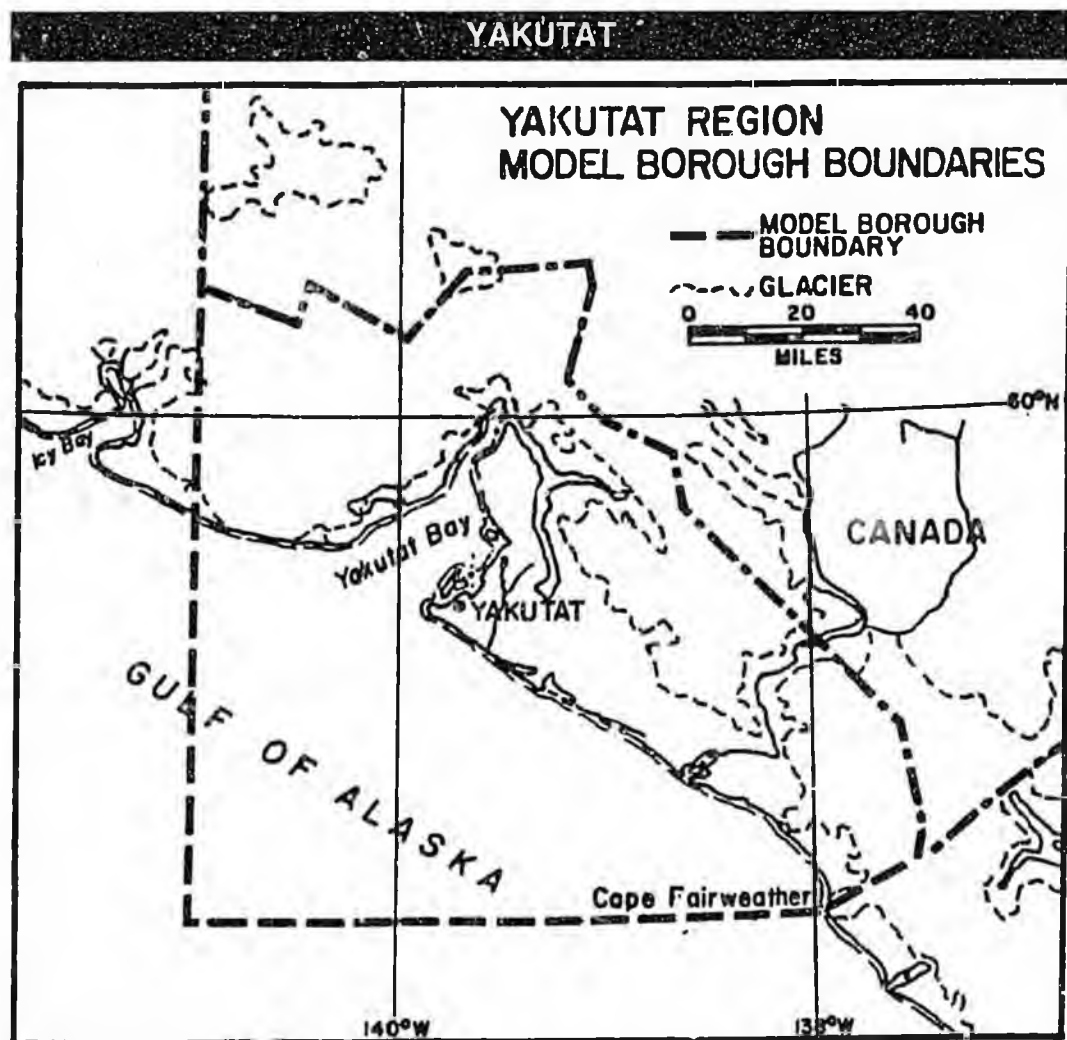 YAKUTAT
YAKUTAT REGION
MODEL BOROUGH BOUNDARIES
MODEL BOROUGH
BOUNDARY
GLACIER
0 20 40
MILES
60°N
Icy Bay
CANADA
Yakutat Bay
YAKUTAT
GULF OF ALASKA
Cape Fairweather
140°W
138°W